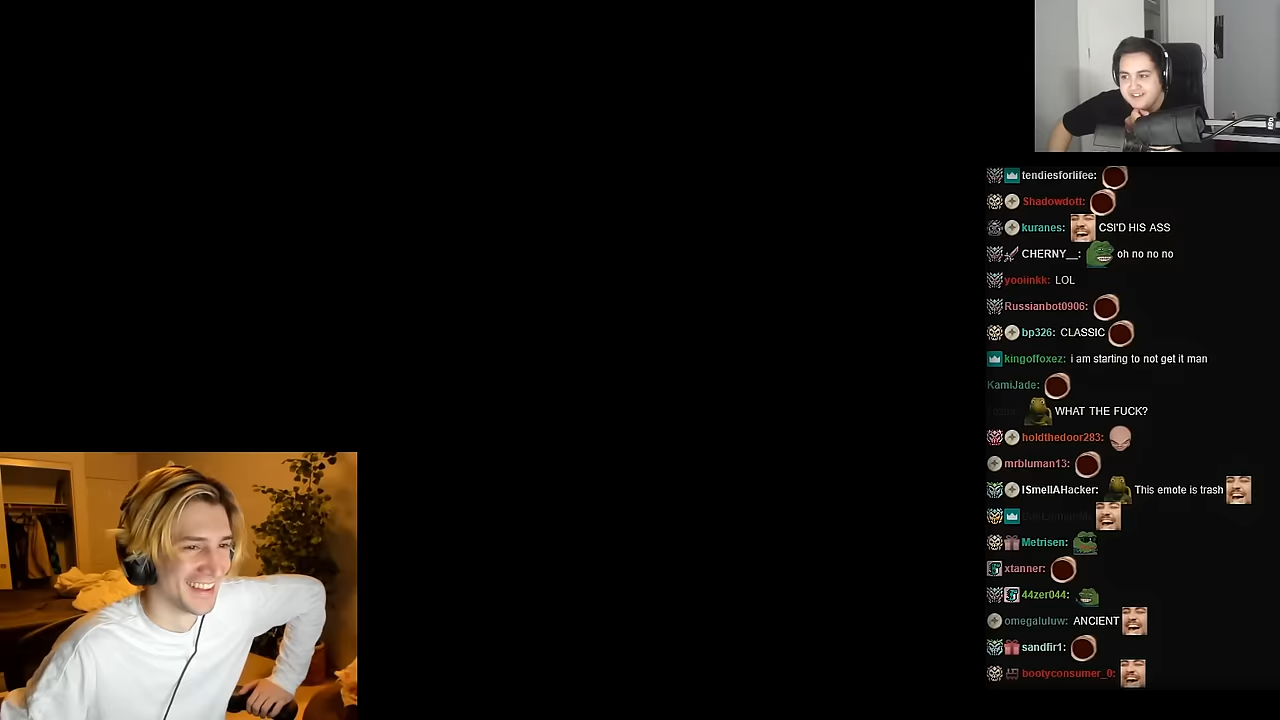 tendiesforlifee:
Shadowdott:
kuranes: CSI'D HIS ASS
CHERNY__: oh no no no
yooiinkk: LOL
Russianbot0906:
bp326: CLASSIC
kingoffoxez: i am starting to not get it man
KamiJade:
WHAT THE FUCK?
holdthedoor283:
mrbluman13:
ISmellAHacker: This emote is trash
Metrisen:
xtanner:
44zer044:
omegaluluw: ANCIENT
sandfir1:
bootyconsumer_0: